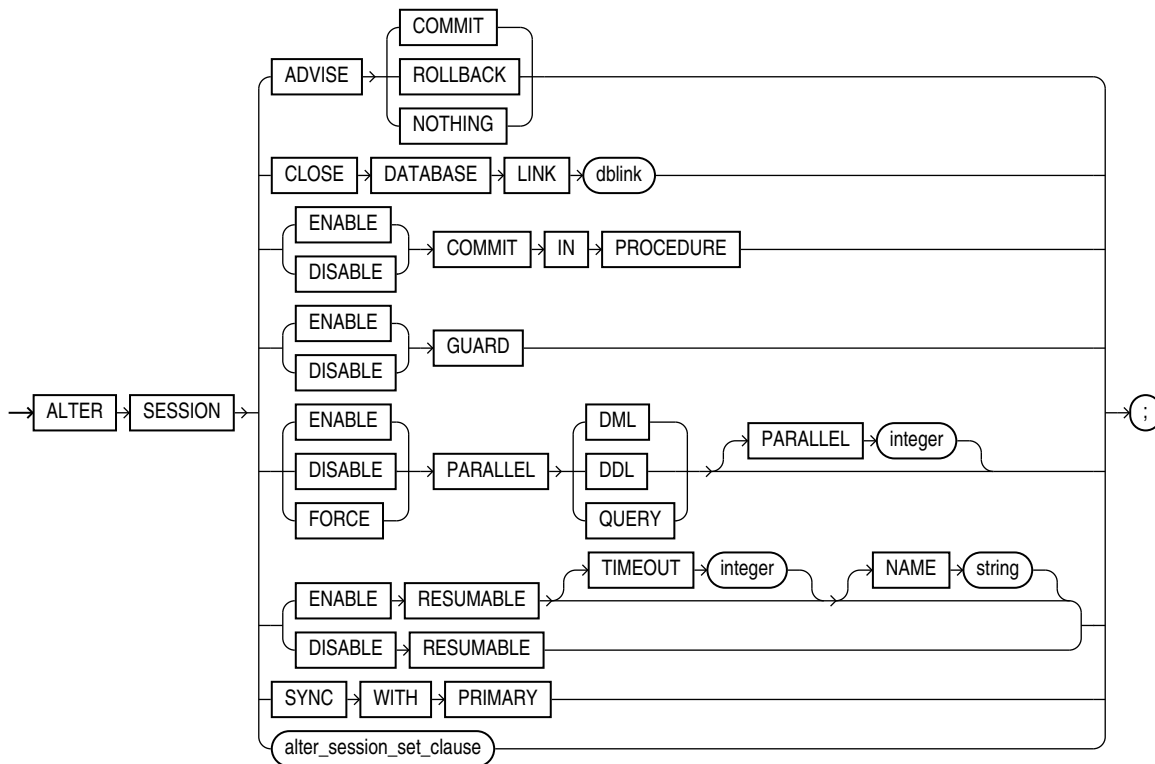 COMMIT
ADVISE ROLLBACK
NOTHING
CLOSE DATABASE LINK dblink
ENABLE
COMMIT IN PROCEDURE
DISABLE
ENABLE
GUARD
DISABLE
ALTER SESSION ;
ENABLE DML PARALLEL integer
DISABLE PARALLEL DDL
FORCE QUERY
TIMEOUT integer NAME string
ENABLE RESUMABLE
DISABLE RESUMABLE
SYNC WITH PRIMARY
alter_session_set_clause